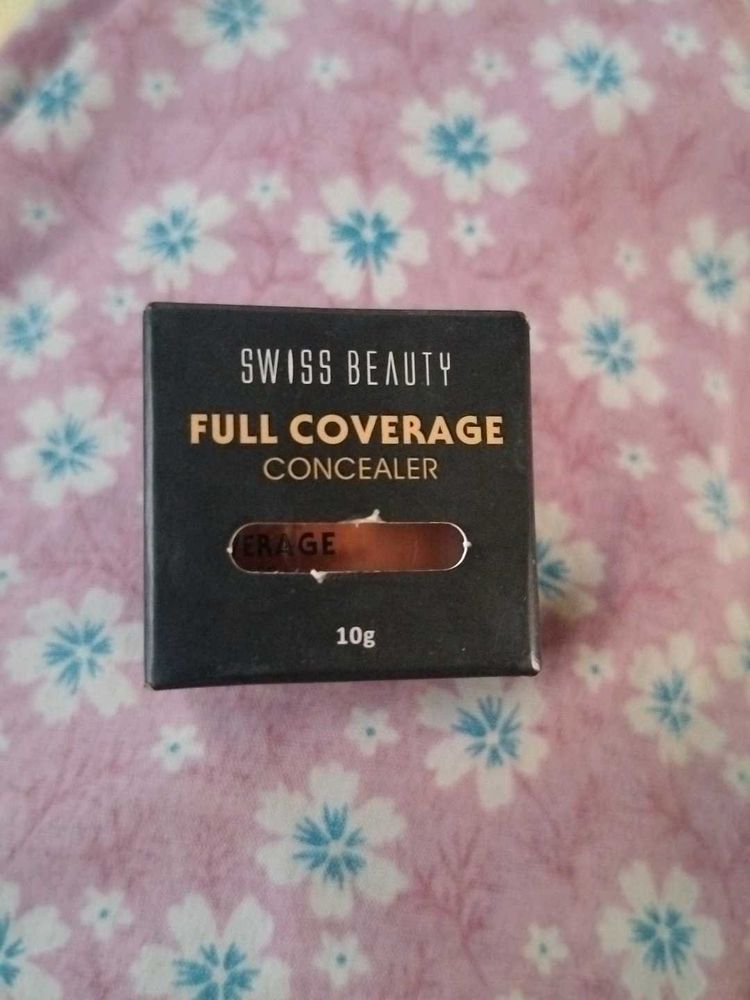 SWISS BEAUTY
FULL COVERAGE
CONCEALER
ERAGE
10g